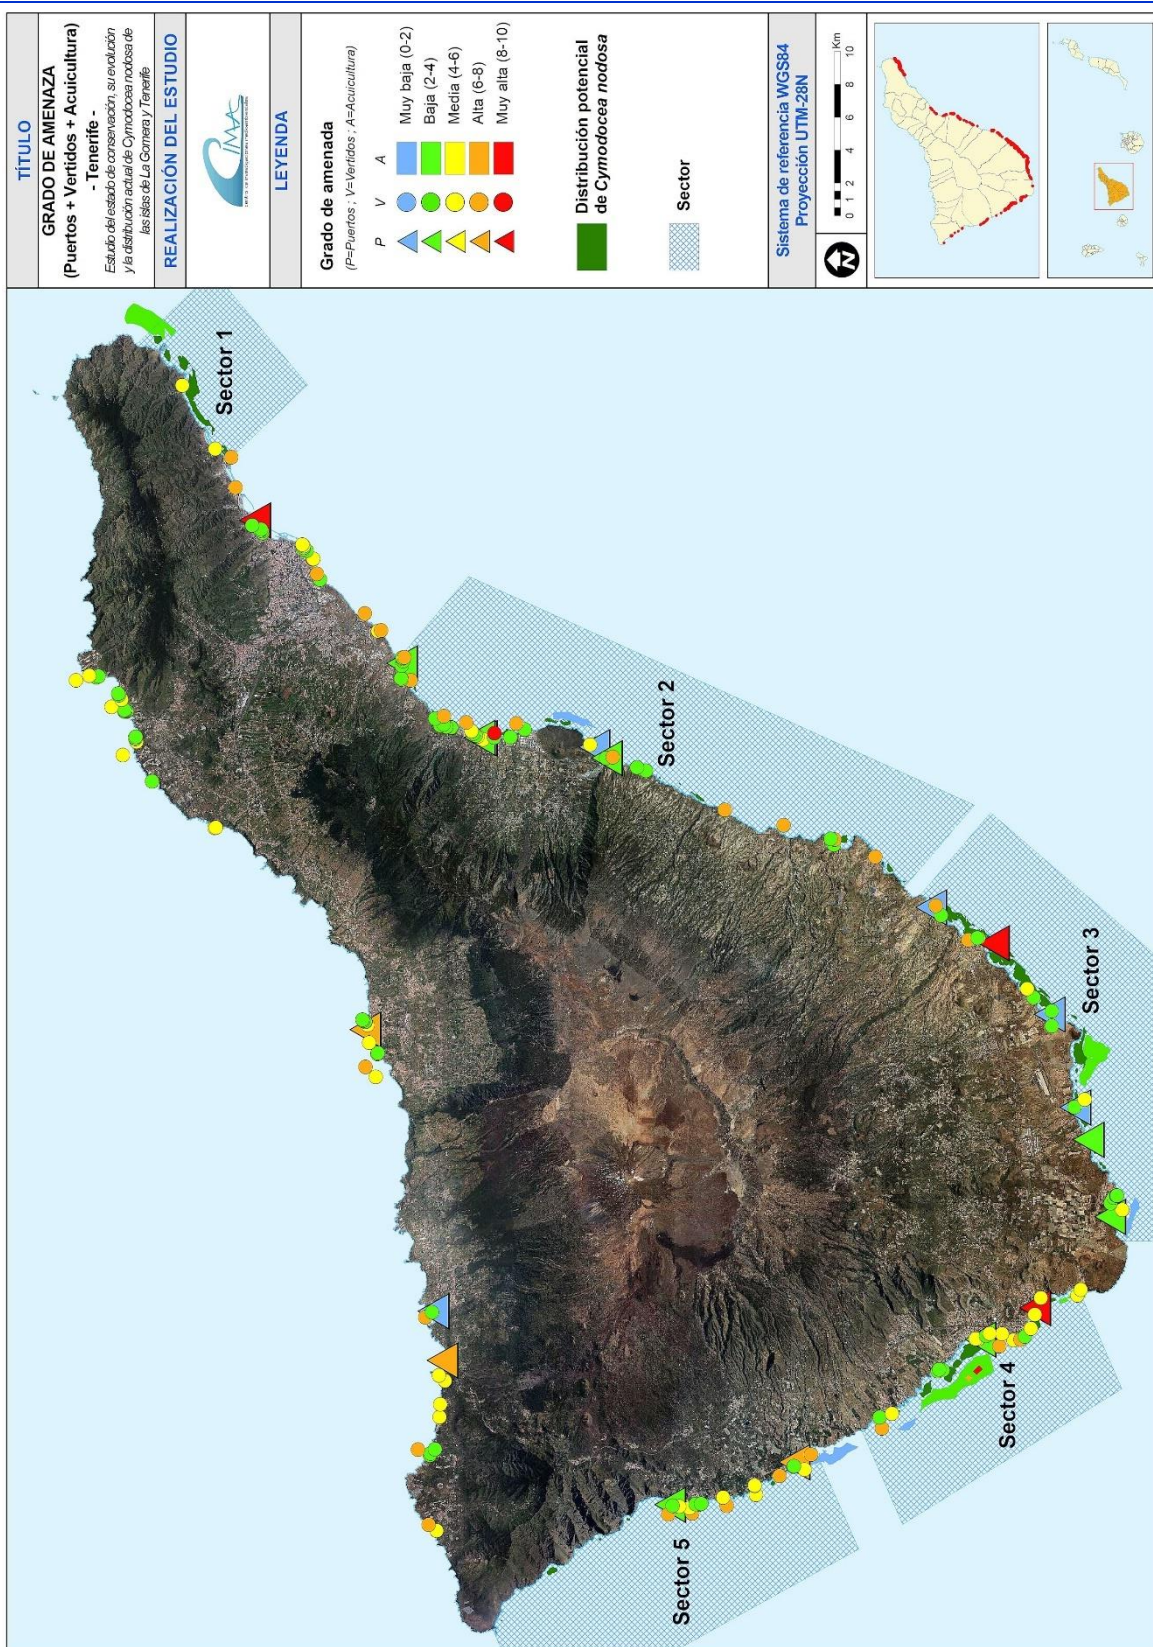 TÍTULO
GRADO DE AMENAZA
(Puertos + Vertidos + Acuicultura)
- Tenerife -
Estudio del estado de conservación, su evolución
y la distribución actual de Cymodocea nodosa de
las islas de La Gomera y Tenerife
REALIZACIÓN DEL ESTUDIO
CIMA
LEYENDA
Grado de amenada
(P=Puertos ; V=Vertidos ; A=Acuicultura)
P V A
Muy baja (0-2)
Baja (2-4)
Media (4-6)
Alta (6-8)
Muy alta (8-10)
Distribución potencial
de Cymodocea nodosa
Sector
Sistema de referencia WGS84
Proyección UTM-28N
N
Km
0 1 2 4 6 8 10
Sector 1
Sector 2
Sector 3
Sector 4
Sector 5